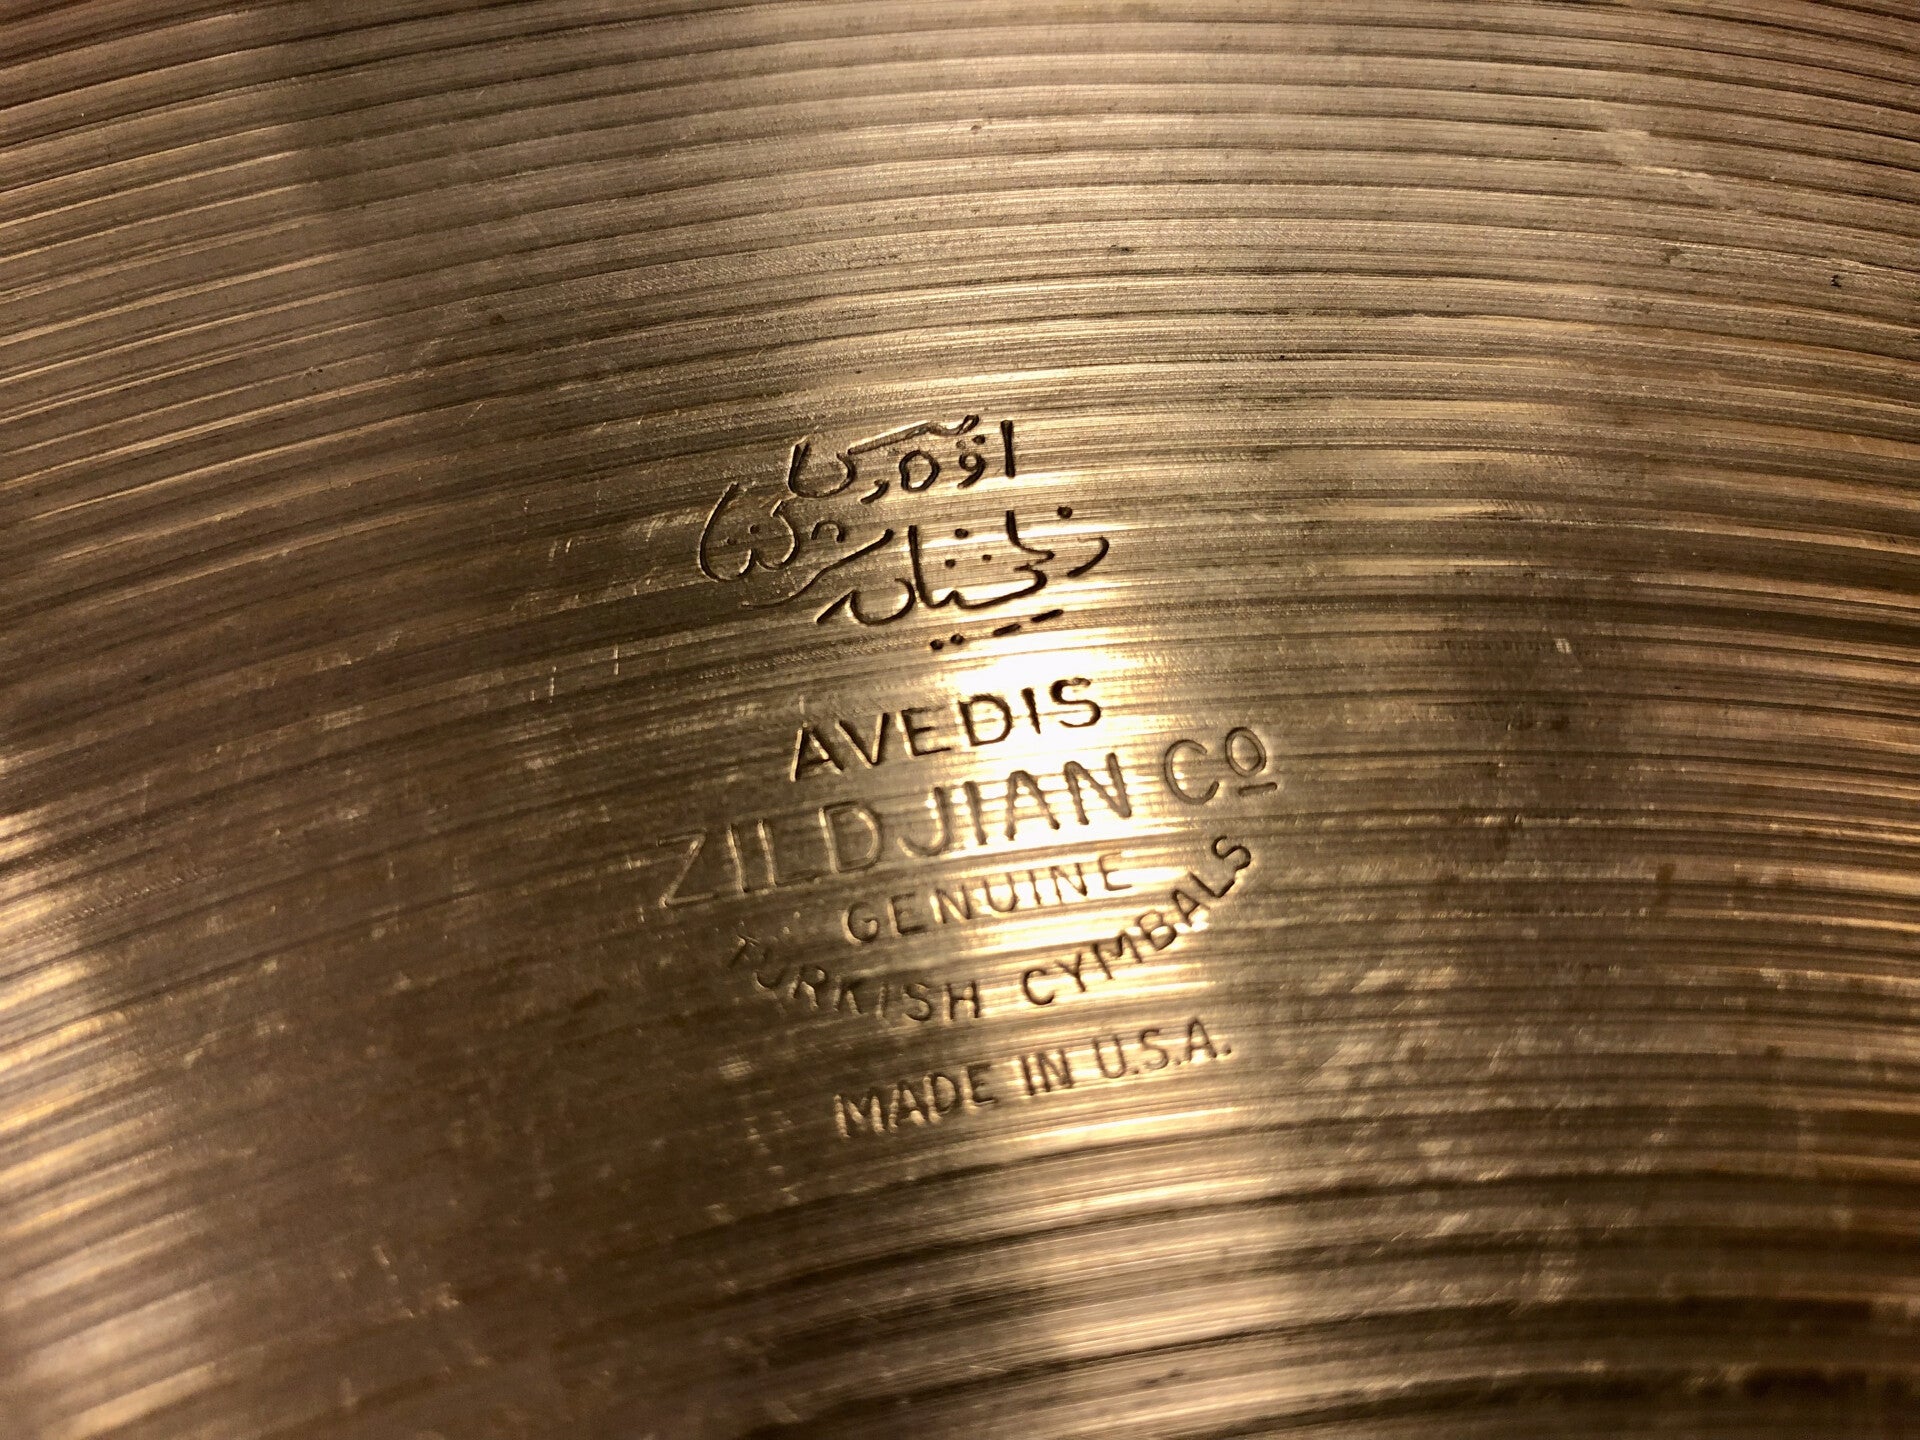 AVEDIS
ZILDJIAN Co
GENUINE
TURKISH CYMBALS
MADE IN U.S.A.